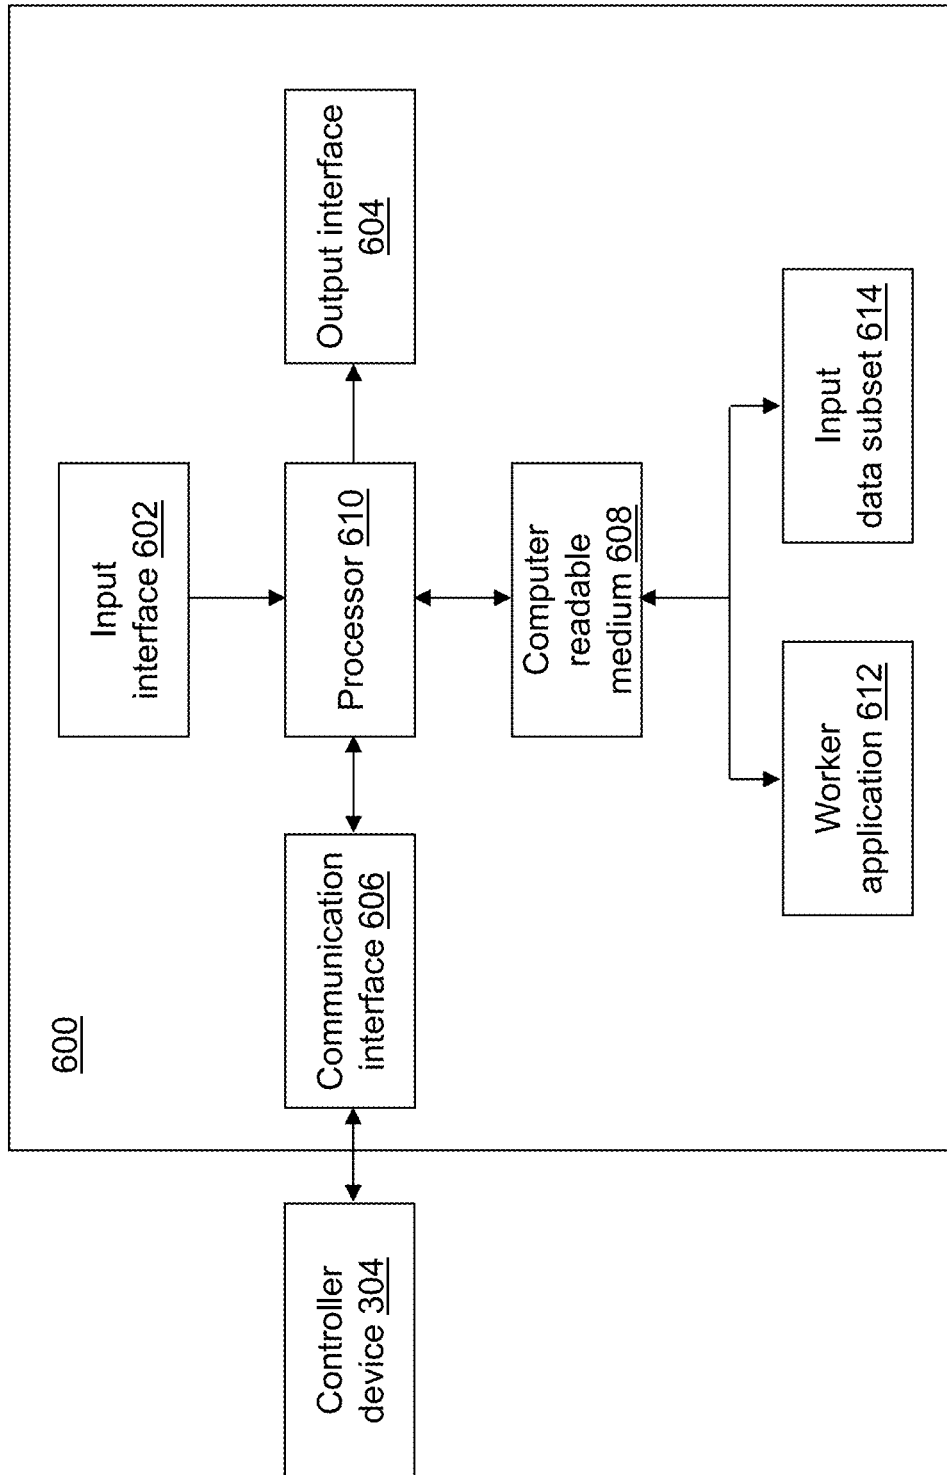 600
Input
interface 602
Output interface
604
Processor 610
Communication
interface 606
Controller
device 304
Computer
readable
medium 608
Worker
application 612
Input
data subset 614